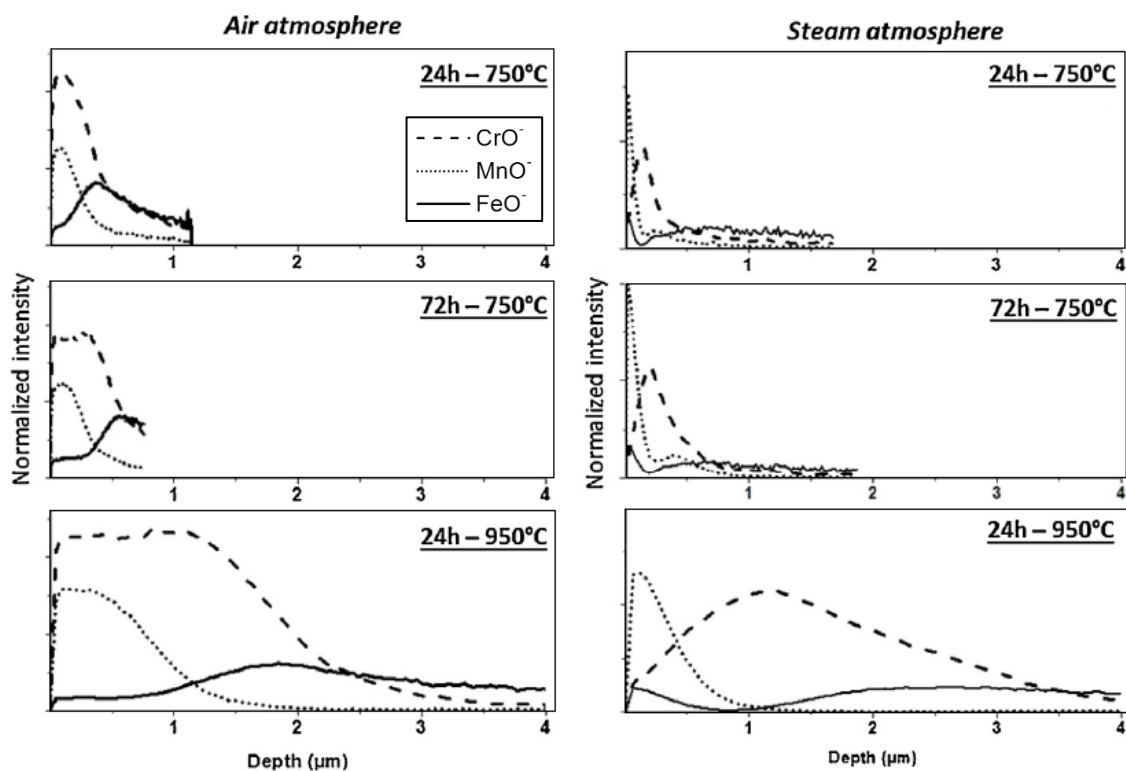 Air atmosphere
Steam atmosphere
24h – 750°C
CrO⁻
MnO⁻
FeO⁻
1 2 3 4
72h – 750°C
1 2 3 4
24h – 950°C
1 2 3 4
Normalized intensity
Depth (µm)
24h – 750°C
1 2 3 4
72h – 750°C
1 2 3 4
24h – 950°C
1 2 3 4
Normalized intensity
Depth (µm)